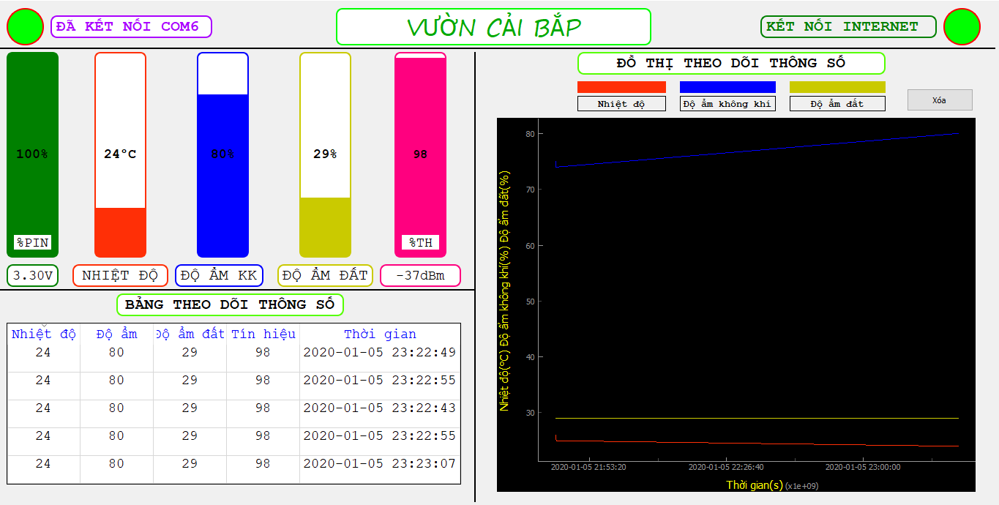 ĐÃ KẾT NỐI COM6
VƯỜN CẢI BẮP
KẾT NỐI INTERNET
100%
24°C
80%
29%
98
%PIN
%TH
3.30V
NHIỆT ĐỘ
ĐỘ ẨM KK
ĐỘ ẨM ĐẤT
-37dBm
BẢNG THEO DÕI THÔNG SỐ
Nhiệt độ Độ ẩm Độ ẩm đất Tín hiệu Thời gian
24 80 29 98 2020-01-05 23:22:49
24 80 29 98 2020-01-05 23:22:55
24 80 29 98 2020-01-05 23:22:43
24 80 29 98 2020-01-05 23:22:55
24 80 29 98 2020-01-05 23:23:07
ĐỒ THỊ THEO DÕI THÔNG SỐ
Nhiệt độ
Độ ẩm không khí
Độ ẩm đất
Xóa
Nhiệt độ(°C) Độ ẩm không khí(%) Độ ẩm đất(%)
80
70
60
50
40
30
2020-01-05 21:53:20
2020-01-05 22:26:40
2020-01-05 23:00:00
Thời gian(s) (x1e+09)